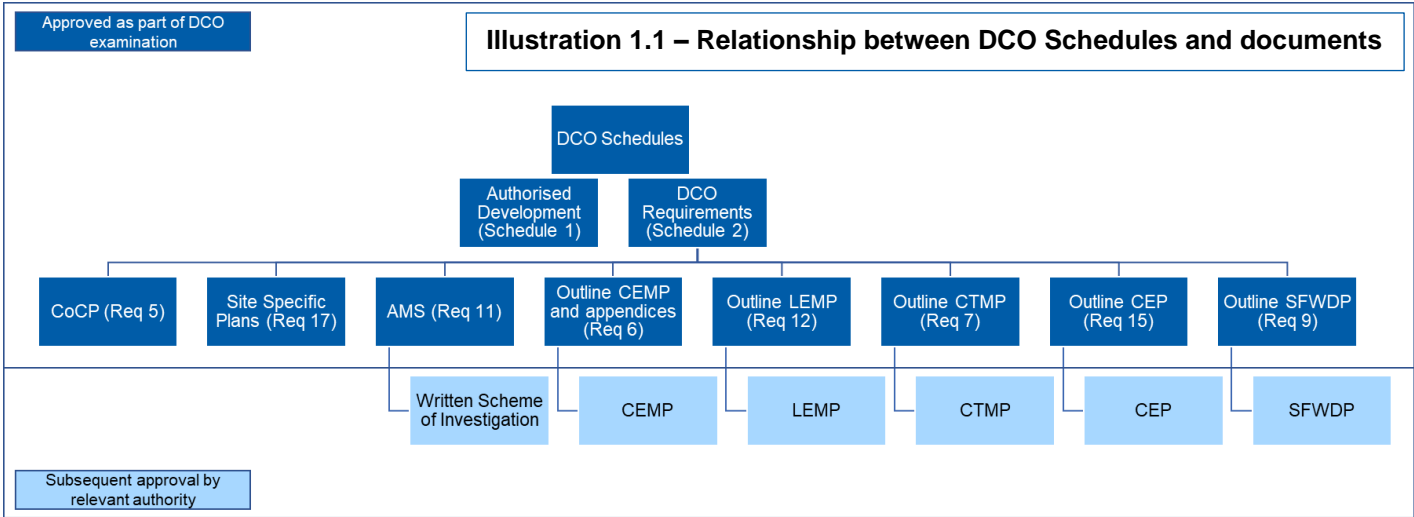 Approved as part of DCO
examination
Illustration 1.1 – Relationship between DCO Schedules and documents
DCO Schedules
Authorised
Development
(Schedule 1)
DCO
Requirements
(Schedule 2)
CoCP (Req 5)
Site Specific
Plans (Req 17)
AMS (Req 11)
Outline CEMP
and appendices
(Req 6)
Outline LEMP
(Req 12)
Outline CTMP
(Req 7)
Outline CEP
(Req 15)
Outline SFWDP
(Req 9)
Written Scheme
of Investigation
CEMP
LEMP
CTMP
CEP
SFWDP
Subsequent approval by
relevant authority